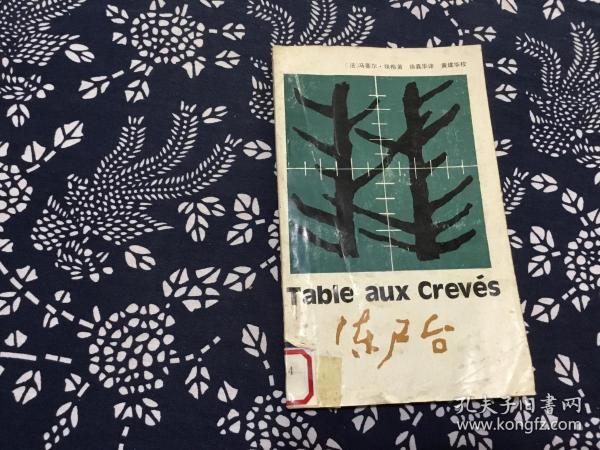 〔法〕马塞尔·埃梅著 徐真华译 黄建华校
Table aux Crevés
陈尸台
4
孔夫子旧书网
www.kongfz.com